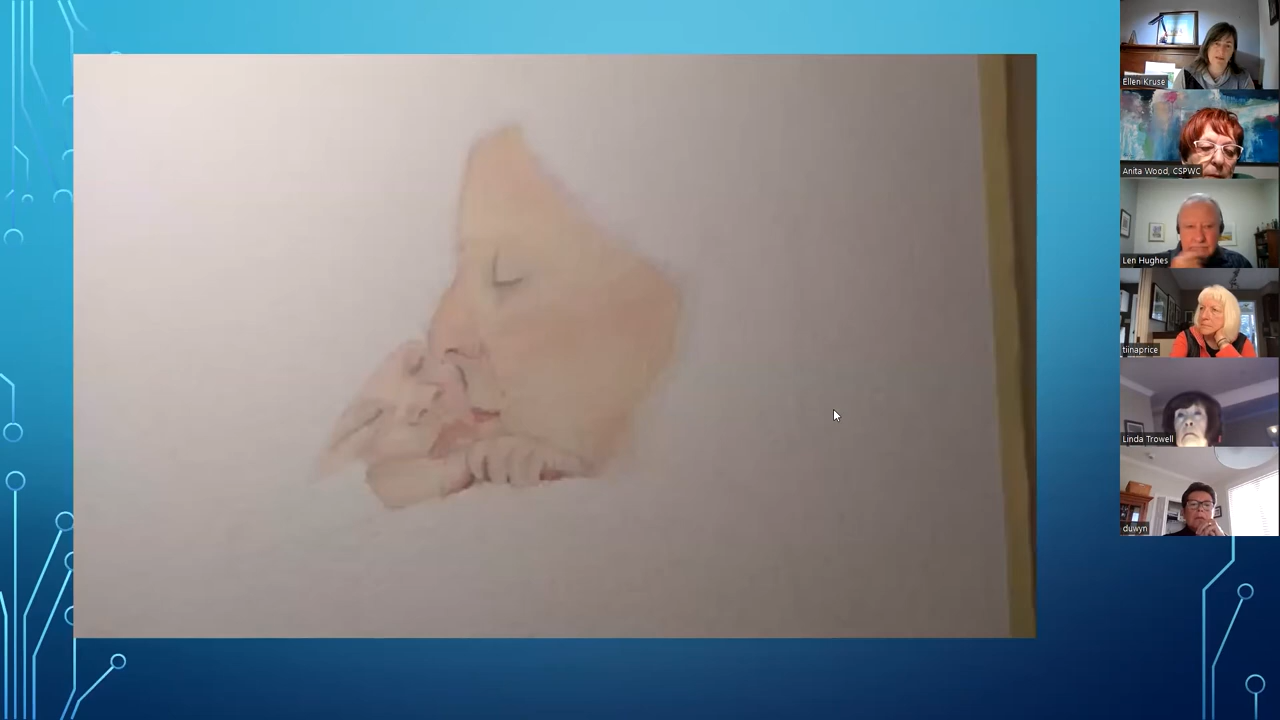 Ellen Kruse
Anita Wood, CSPWC
Len Hughes
tiinaprice
Linda Trowell
duwyn